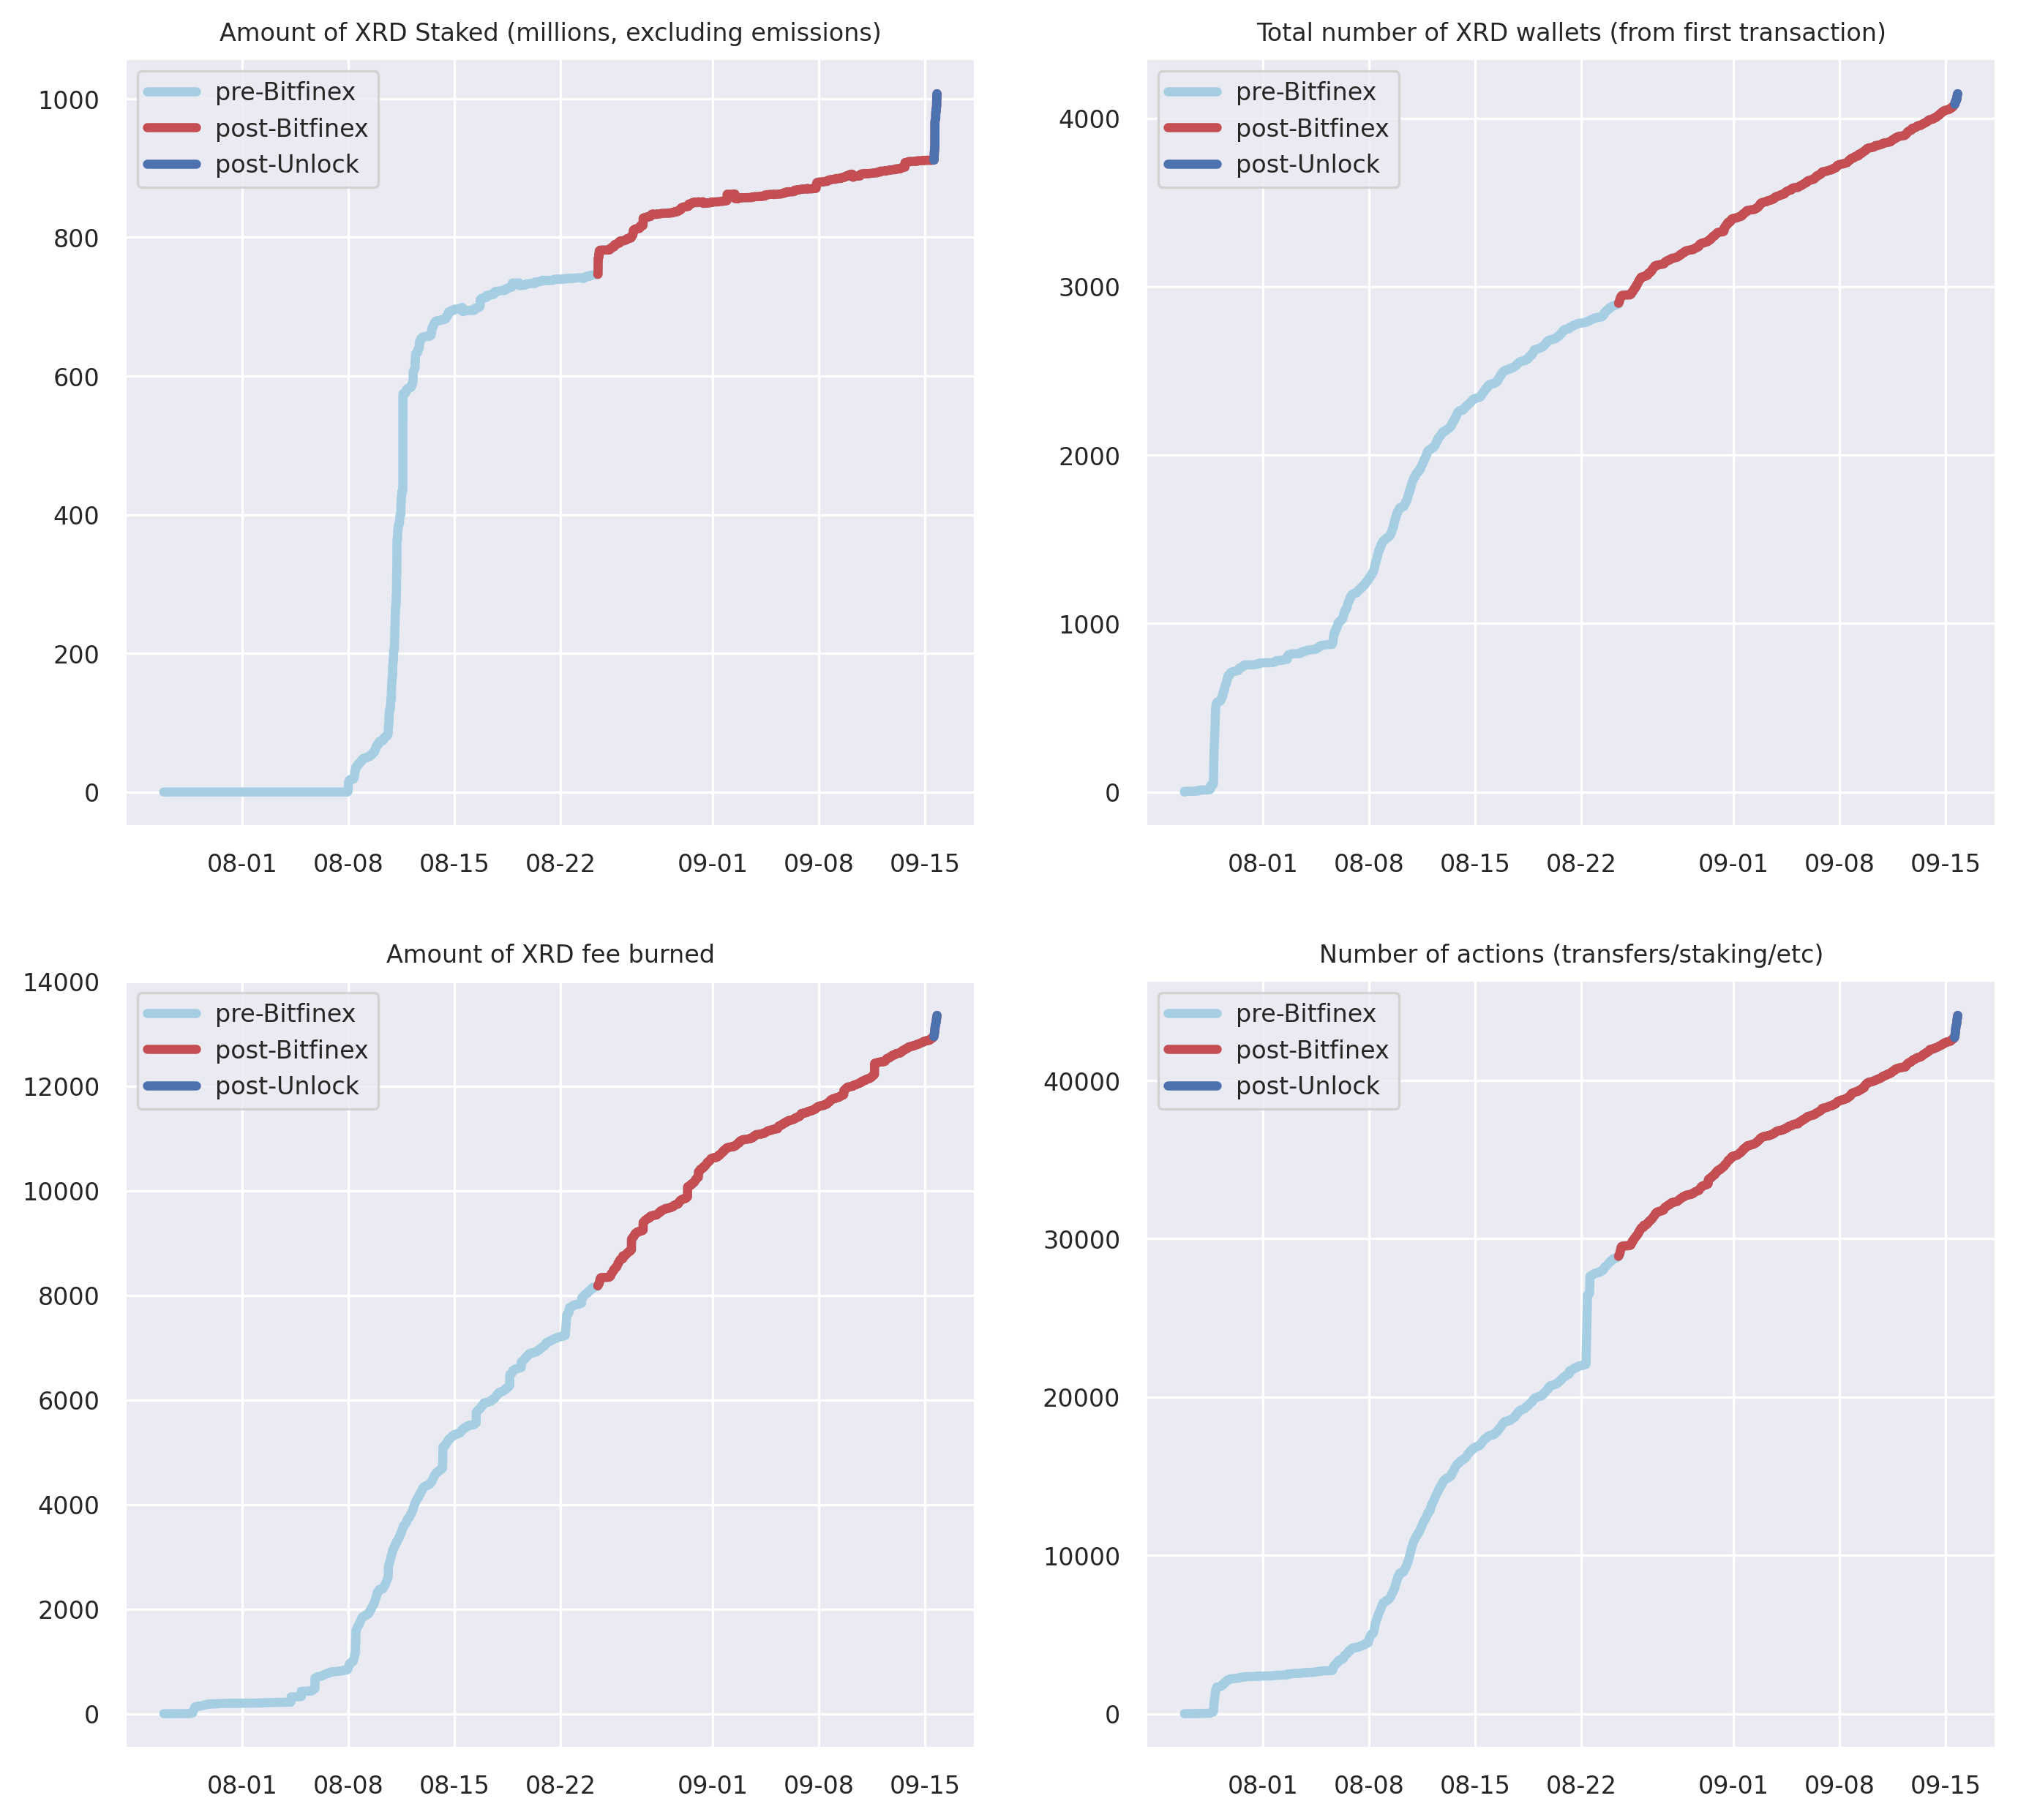 Amount of XRD Staked (millions, excluding emissions)
1000
800
600
400
200
0
pre-Bitfinex
post-Bitfinex
post-Unlock
08-01 08-08 08-15 08-22 09-01 09-08 09-15
Total number of XRD wallets (from first transaction)
4000
3000
2000
1000
0
pre-Bitfinex
post-Bitfinex
post-Unlock
08-01 08-08 08-15 08-22 09-01 09-08 09-15
Amount of XRD fee burned
14000
12000
10000
8000
6000
4000
2000
0
pre-Bitfinex
post-Bitfinex
post-Unlock
08-01 08-08 08-15 08-22 09-01 09-08 09-15
Number of actions (transfers/staking/etc)
40000
30000
20000
10000
0
pre-Bitfinex
post-Bitfinex
post-Unlock
08-01 08-08 08-15 08-22 09-01 09-08 09-15